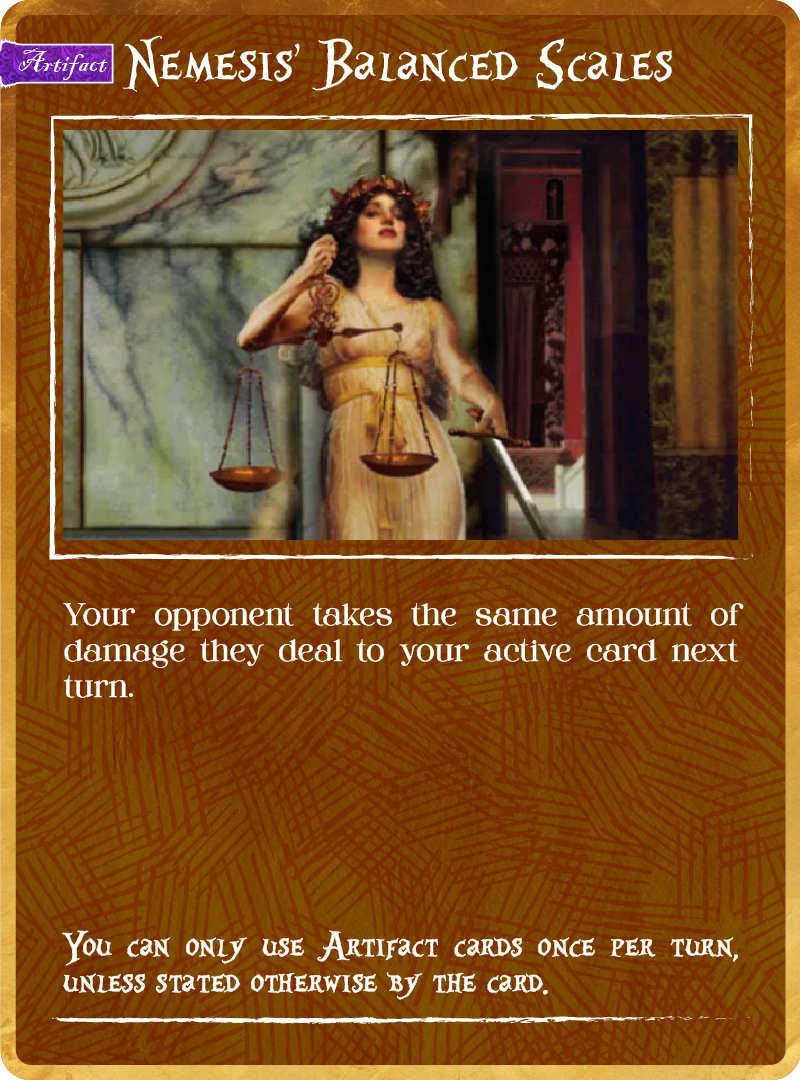 Artifact
Nemesis' Balanced Scales
Your opponent takes the same amount of
damage they deal to your active card next
turn.
You can only use Artifact cards once per turn,
unless stated otherwise by the card.